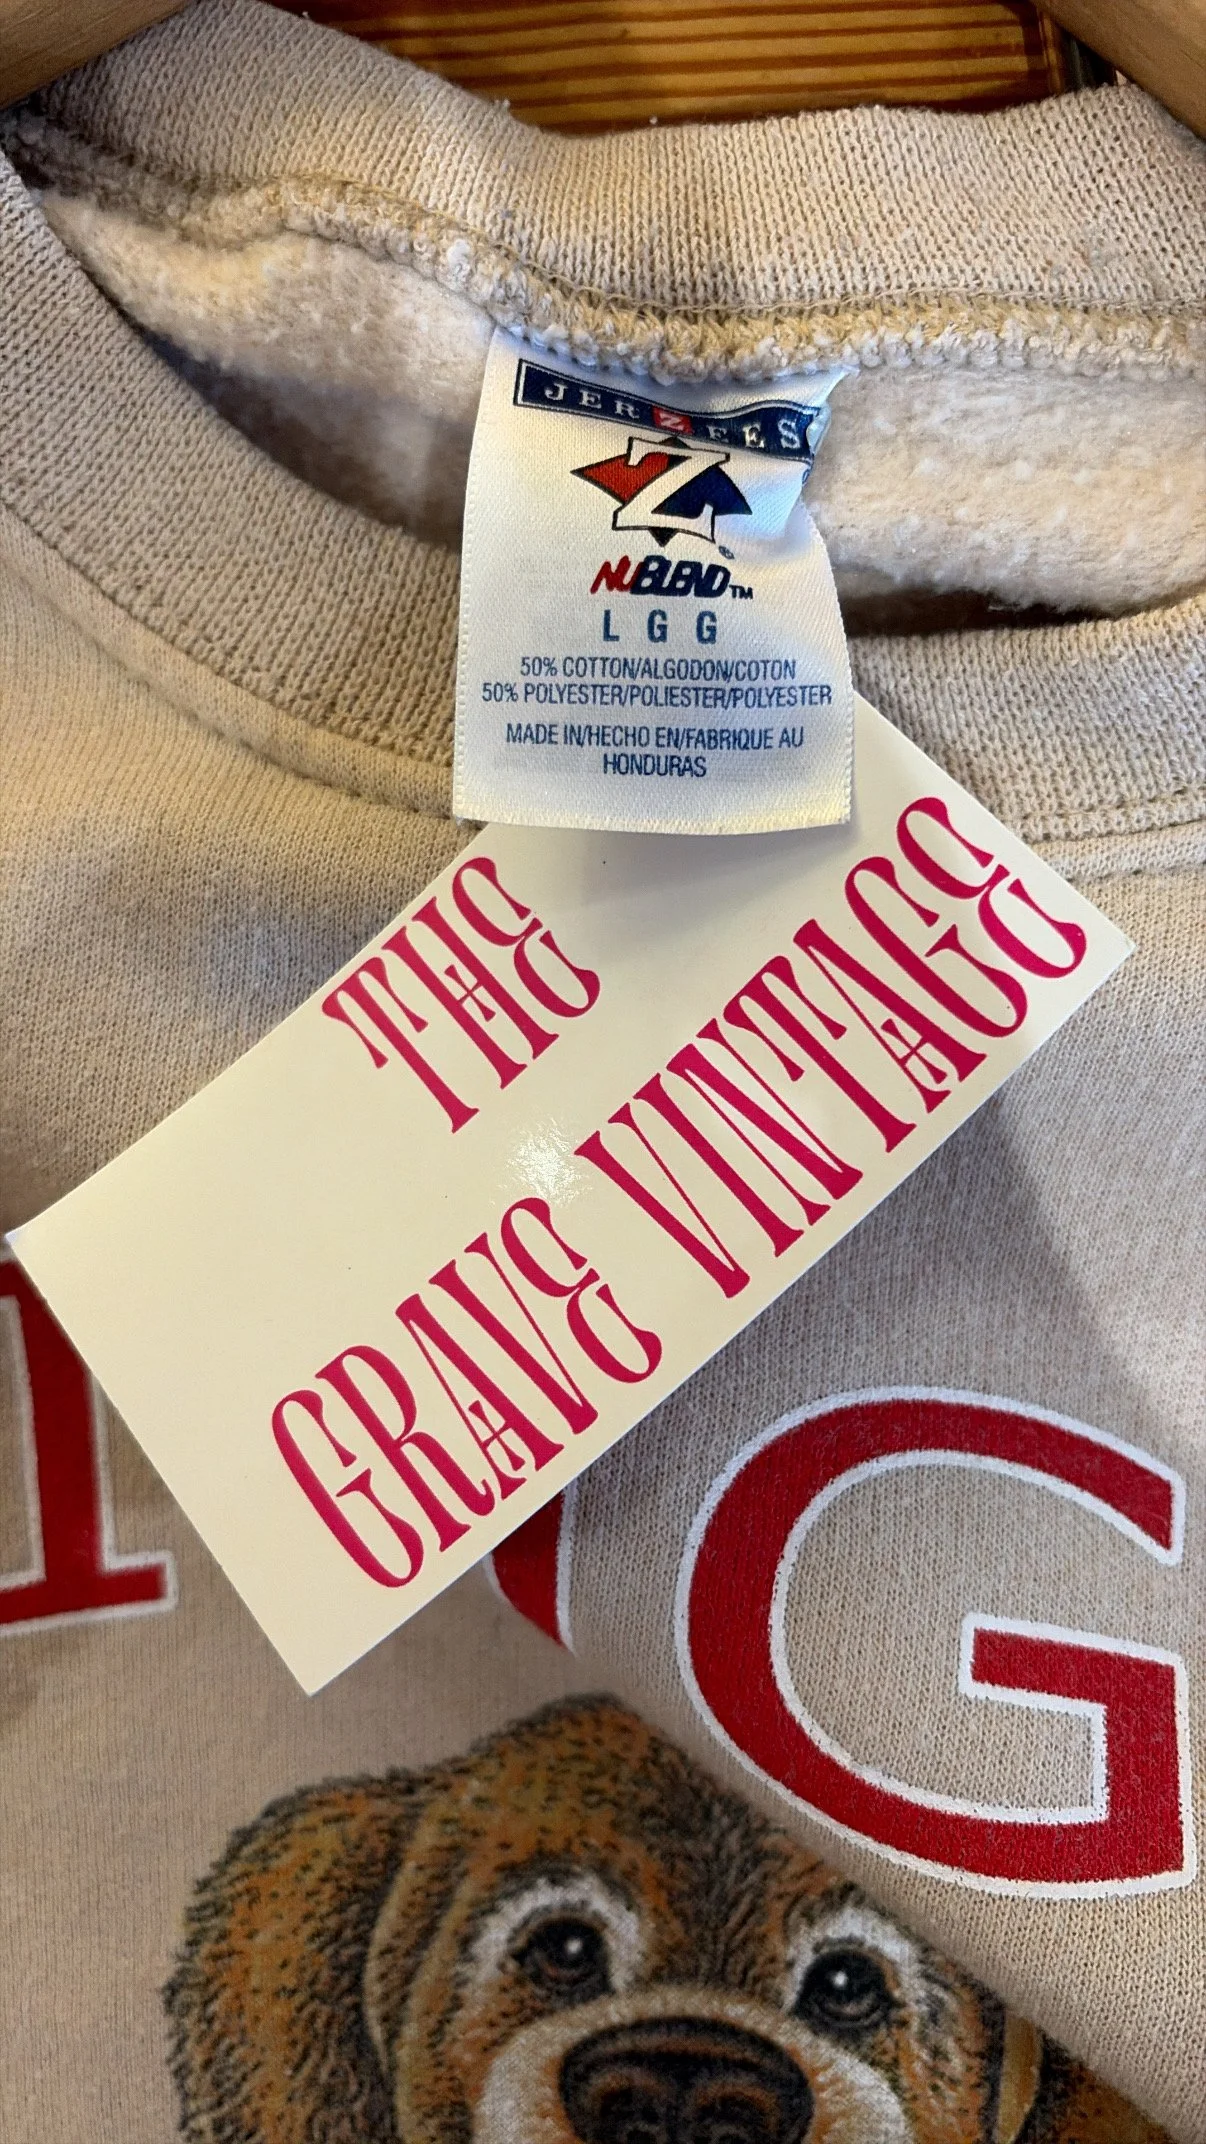 JERZEES
Z
NUBLEND™
L G G
50% COTTON/ALGODON/COTON
50% POLYESTER/POLIESTER/POLYESTER
MADE IN/HECHO EN/FABRIQUE AU
HONDURAS
THE
GRAVE VINTAGE
G